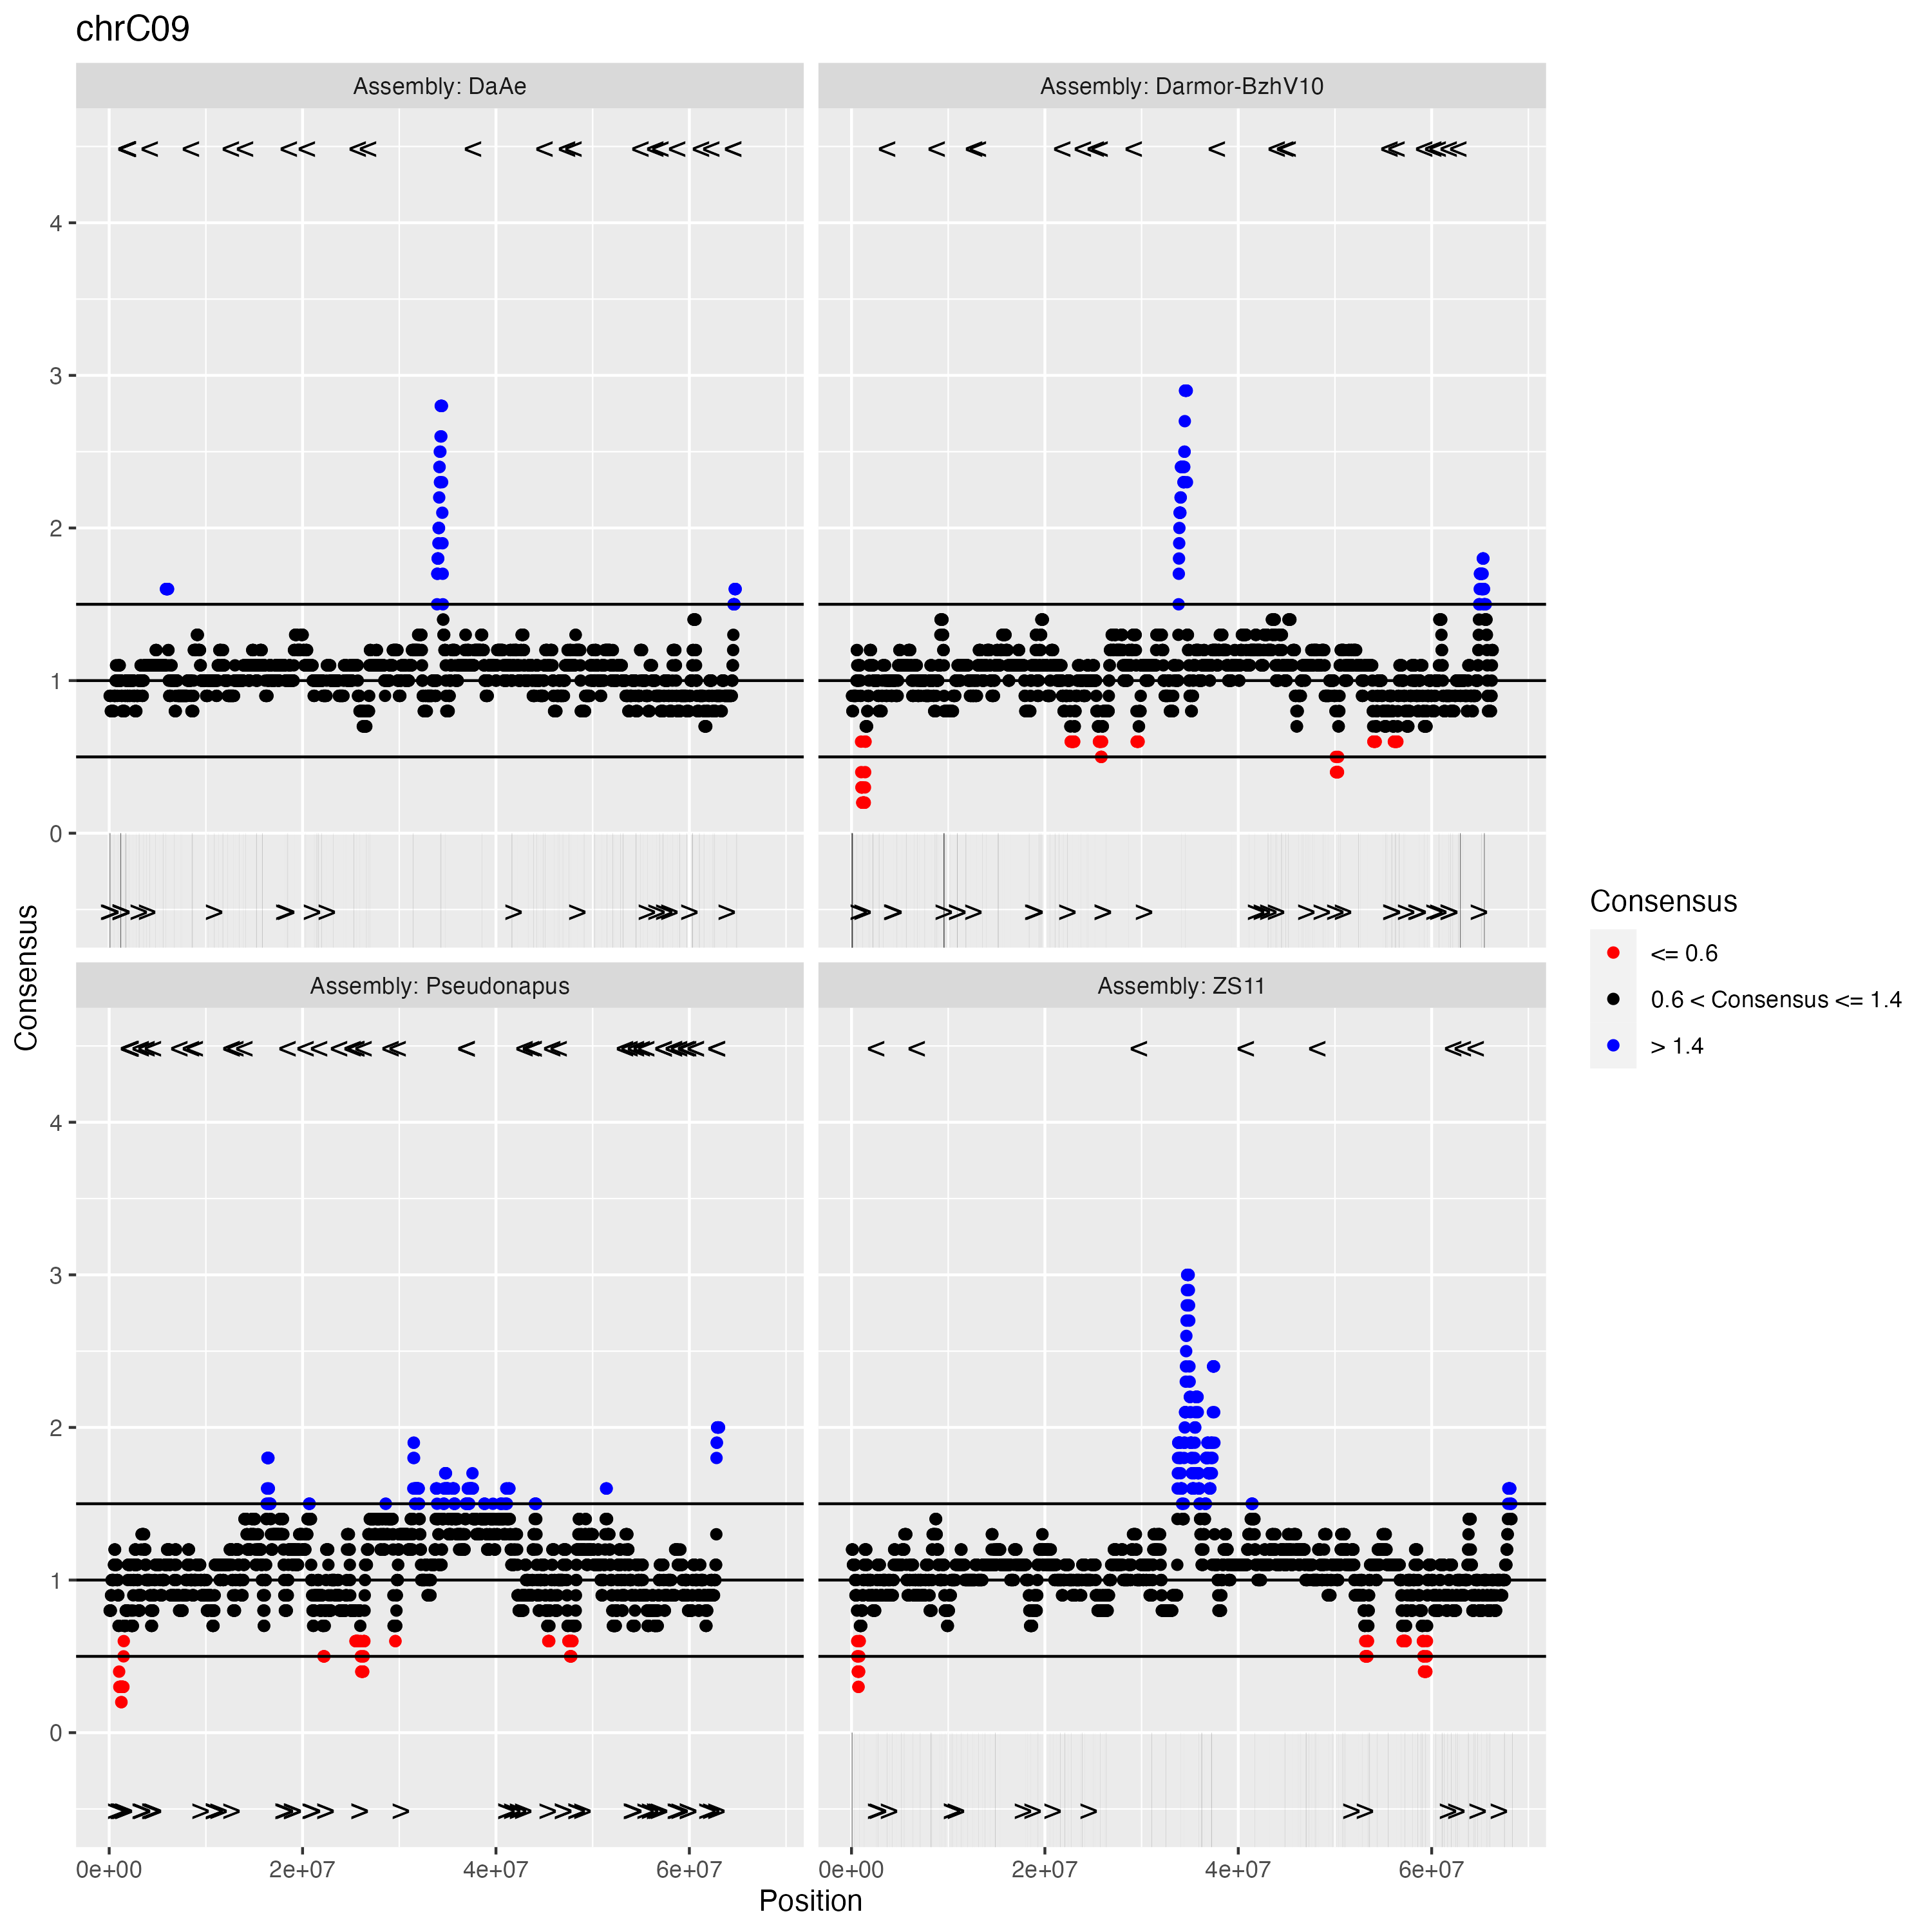 chrC09
Assembly: DaAe
Assembly: Darmor-BzhV10
4
3
2
1
0
Consensus
Assembly: Pseudonapus
Assembly: ZS11
4
3
2
1
0
0e+00 2e+07 4e+07 6e+07
0e+00 2e+07 4e+07 6e+07
Position
Consensus
<= 0.6
0.6 < Consensus <= 1.4
> 1.4